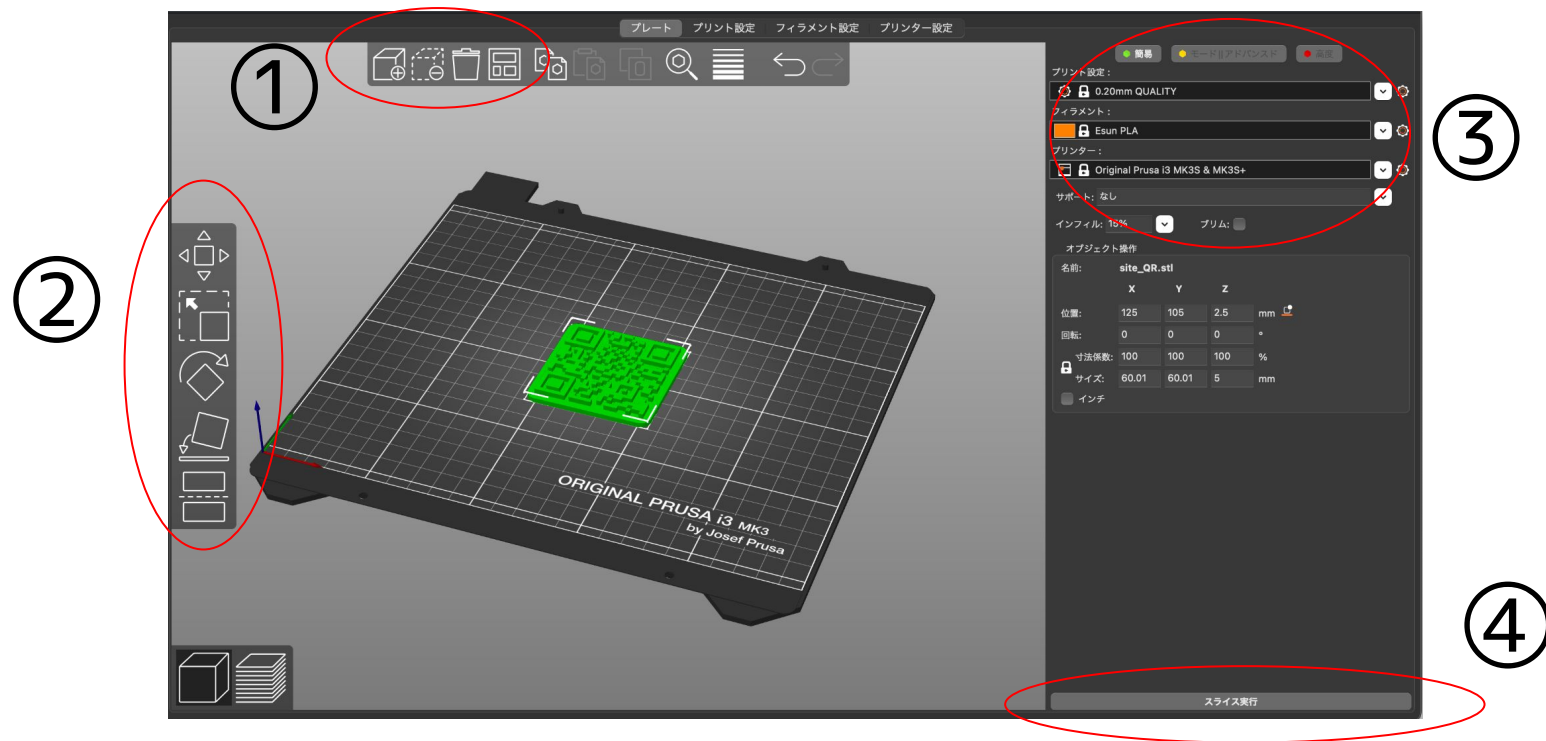 プレート プリント設定 フィラメント設定 プリンター設定
①
②
③
④
簡易 モード||アドバンスド 高度
プリント設定 :
0.20mm QUALITY
フィラメント :
Esun PLA
プリンター :
Original Prusa i3 MK3S & MK3S+
サポート: なし
インフィル: 15% ブリム:
オブジェクト操作
名前: site_QR.stl
X Y Z
位置: 125 105 2.5 mm
回転: 0 0 0 °
寸法係数: 100 100 100 %
サイズ: 60.01 60.01 5 mm
インチ
ORIGINAL PRUSA i3 MK3
by Josef Prusa
スライス実行